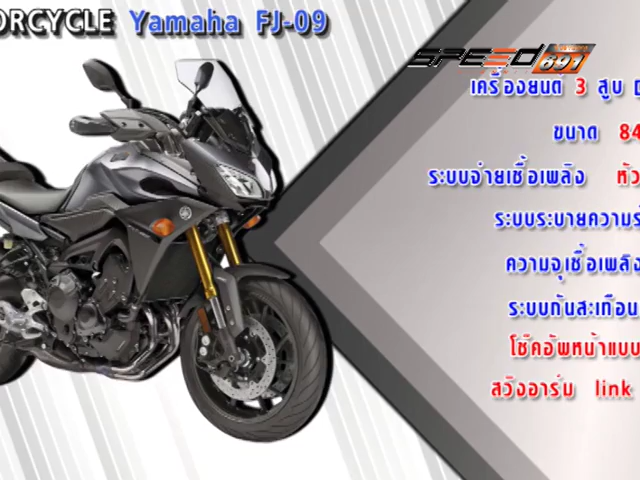 ORCYCLE Yamaha FJ-09
SPEED 691
เครื่องยนต์ 3 สูบ
ขนาด 84
ระบบจ่ายเชื้อเพลิง หัว
ระบบระบายความร้
ความจุเชื้อเพลิง
ระบบกันสะเทือน
โช๊คอัพหน้าแบบ
สวิงอาร์ม link